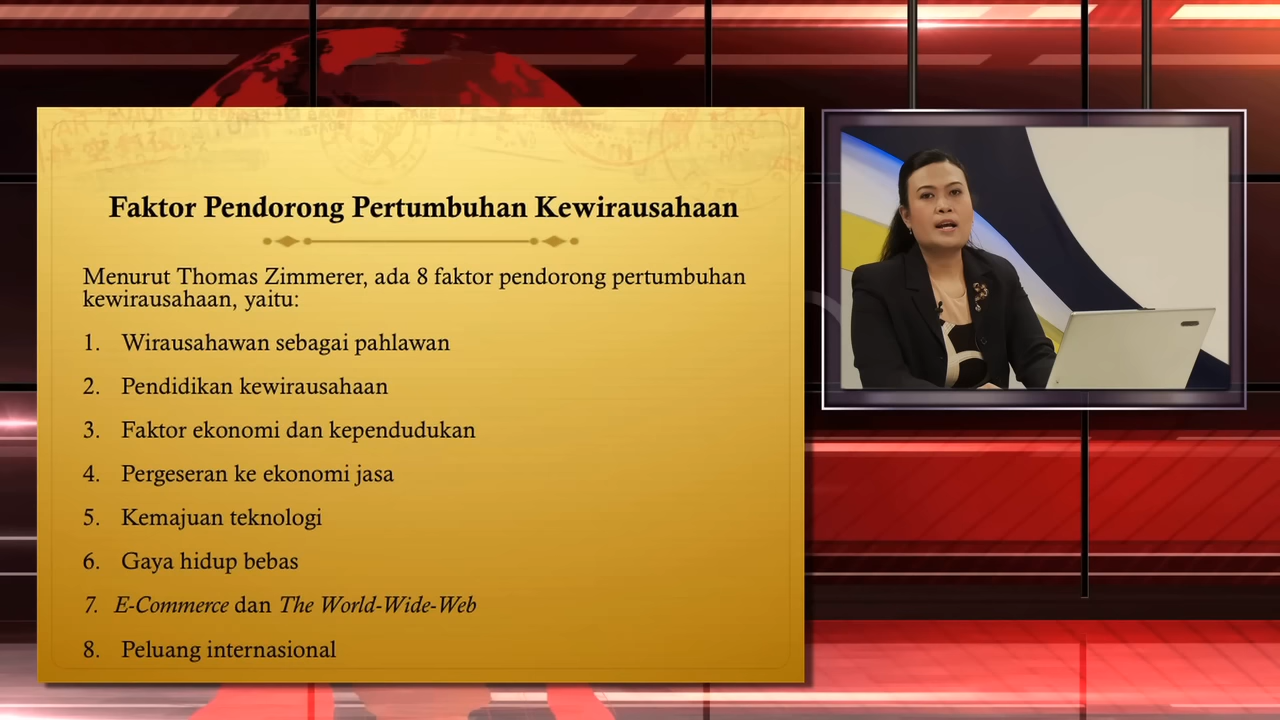 Faktor Pendorong Pertumbuhan Kewirausahaan
Menurut Thomas Zimmerer, ada 8 faktor pendorong pertumbuhan
kewirausahaan, yaitu:
1. Wirausahawan sebagai pahlawan
2. Pendidikan kewirausahaan
3. Faktor ekonomi dan kependudukan
4. Pergeseran ke ekonomi jasa
5. Kemajuan teknologi
6. Gaya hidup bebas
7. E-Commerce dan The World-Wide-Web
8. Peluang internasional